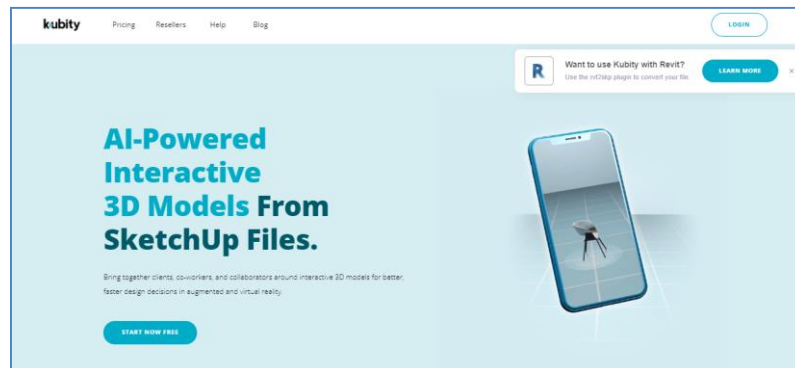 kubity
Pricing Resellers Help Blog
LOGIN
R
Want to use Kubity with Revit?
Use the rvt2skp plugin to convert your file.
LEARN MORE
×
AI-Powered
Interactive
3D Models From
SketchUp Files.
Bring together clients, co-workers, and collaborators around interactive 3D models for better,
faster design decisions in augmented and virtual reality.
START NOW FREE